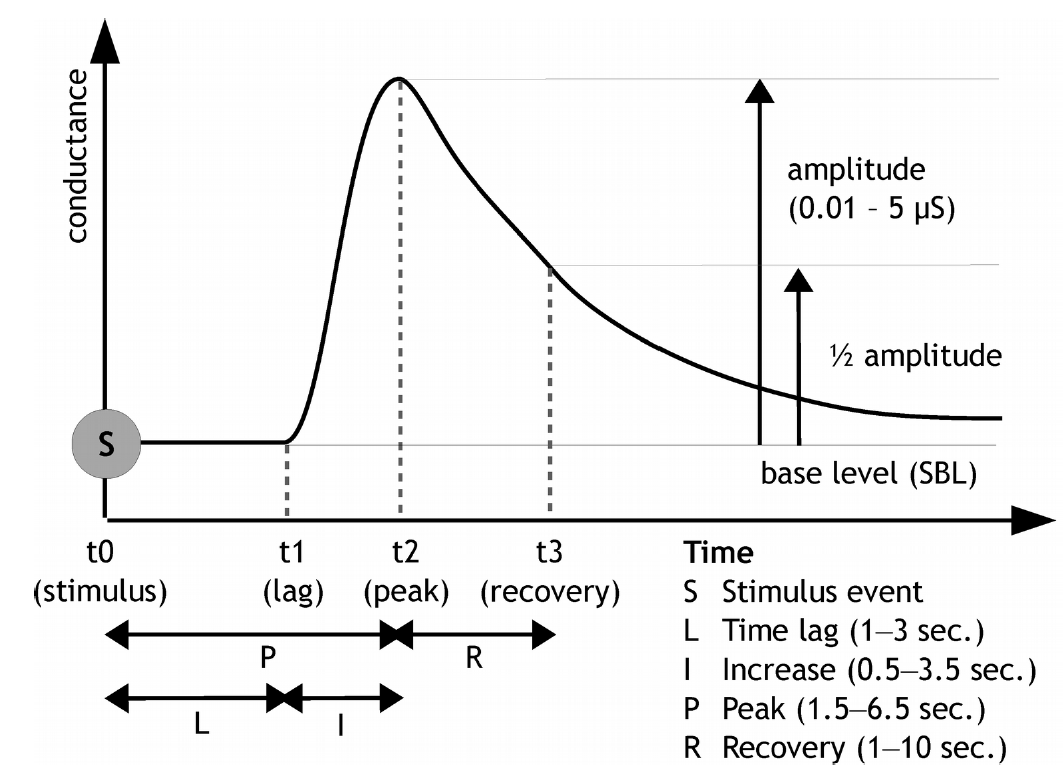 conductance
amplitude
(0.01 - 5 µS)
½ amplitude
S
base level (SBL)
t0
(stimulus)
t1
(lag)
t2
(peak)
t3
(recovery)
P
R
L
I
Time
S Stimulus event
L Time lag (1–3 sec.)
I Increase (0.5–3.5 sec.)
P Peak (1.5–6.5 sec.)
R Recovery (1–10 sec.)